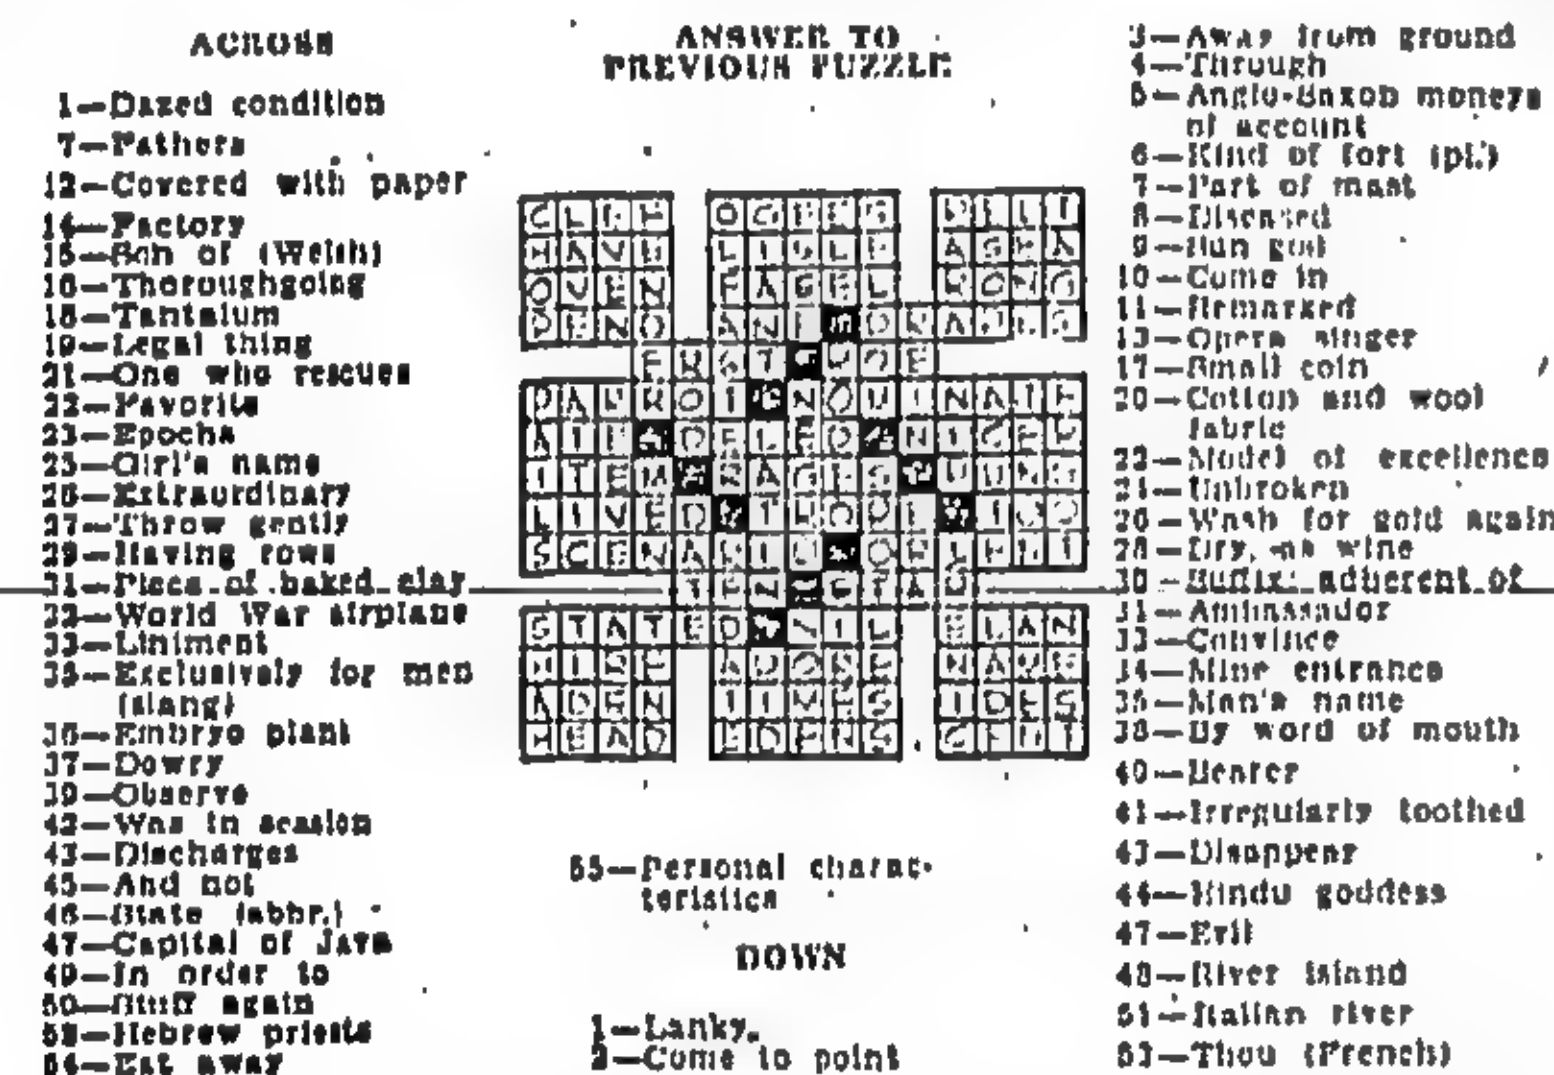 ACROSS
1—Dazed condition
7—Fathers
12—Covered with paper
14—Factory
15—Son of (Welsh)
16—Thoroughgoing
18—Tantalum
19—Legal thing
21—One who rescues
22—Favorite
23—Epochs
25—Girl's name
26—Extraordinary
27—Throw gently
29—Having rows
31—Piece of baked clay
32—World War airplane
33—Liniment
35—Exclusively for men
(slang)
36—Embryo plant
37—Dowry
39—Observe
42—Was in session
43—Discharges
45—And not
46—State (abbr.)
47—Capital of Java
49—In order to
50—Stuff again
52—Hebrew priests
54—Eat away
ANSWER TO
PREVIOUS PUZZLE
55—Personal charac-
teristics
DOWN
1—Lanky.
2—Come to point
3—Away from ground
4—Through
5—Anglo-Saxon moneys
of account
6—Kind of fort (pl.)
7—Part of mast
8—Diseased
9—Sun god
10—Come in
11—Remarked
13—Opera singer
17—Small coin
20—Cotton and wool
fabric
22—Model of excellence
24—Unbroken
26—Wash for gold again
28—Dry, as wine
30—Suffix: adherent of
31—Ambassador
33—Convince
34—Mine entrance
35—Man's name
38—By word of mouth
40—Nearer
41—Irregularly toothed
43—Disappear
44—Hindu goddess
47—Evil
48—River island
51—Italian river
53—Thou (French)